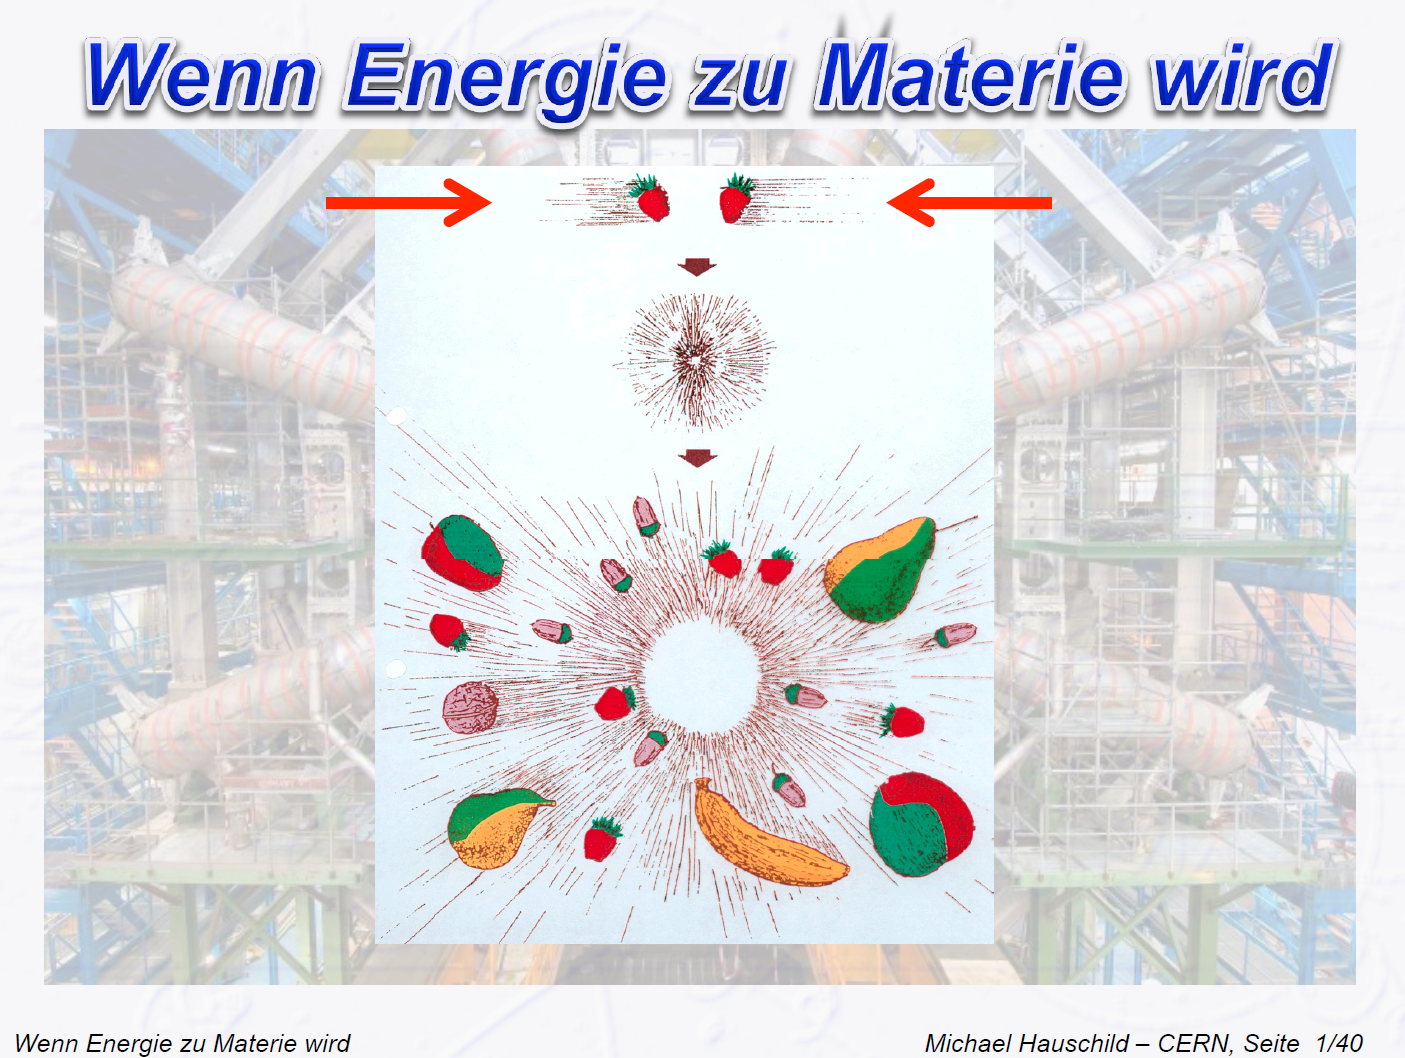 Wenn Energie zu Materie wird
Wenn Energie zu Materie wird
Michael Hauschild – CERN, Seite 1/40